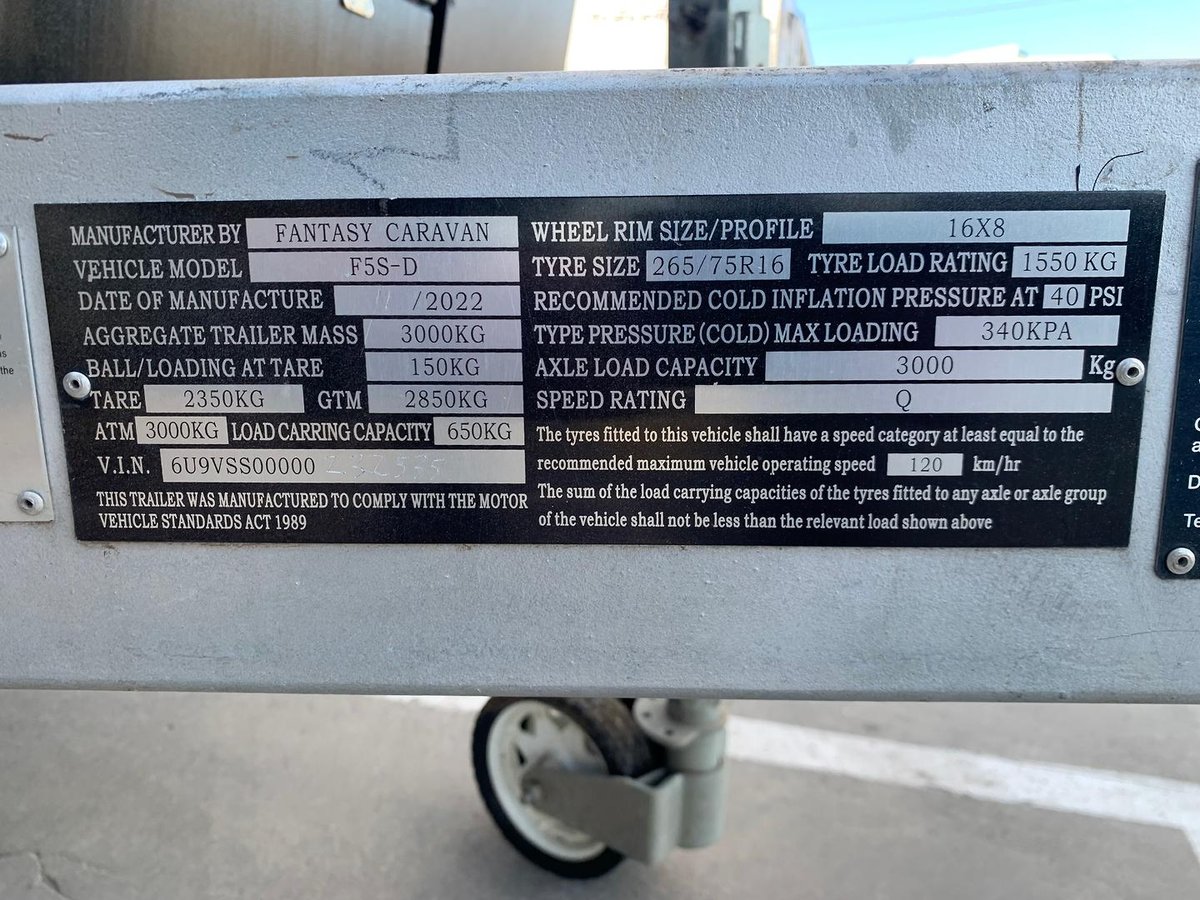 MANUFACTURER BY FANTASY CARAVAN
VEHICLE MODEL F5S-D
DATE OF MANUFACTURE /2022
AGGREGATE TRAILER MASS 3000KG
BALL/LOADING AT TARE 150KG
TARE 2350KG GTM 2850KG
ATM 3000KG LOAD CARRING CAPACITY 650KG
V.I.N. 6U9VSS00000
THIS TRAILER WAS MANUFACTURED TO COMPLY WITH THE MOTOR
VEHICLE STANDARDS ACT 1989
WHEEL RIM SIZE/PROFILE 16X8
TYRE SIZE 265/75R16 TYRE LOAD RATING 1550 KG
RECOMMENDED COLD INFLATION PRESSURE AT 40 PSI
TYPE PRESSURE (COLD) MAX LOADING 340KPA
AXLE LOAD CAPACITY 3000 Kg
SPEED RATING Q
The tyres fitted to this vehicle shall have a speed category at least equal to the
recommended maximum vehicle operating speed 120 km/hr
The sum of the load carrying capacities of the tyres fitted to any axle or axle group
of the vehicle shall not be less than the relevant load shown above
the